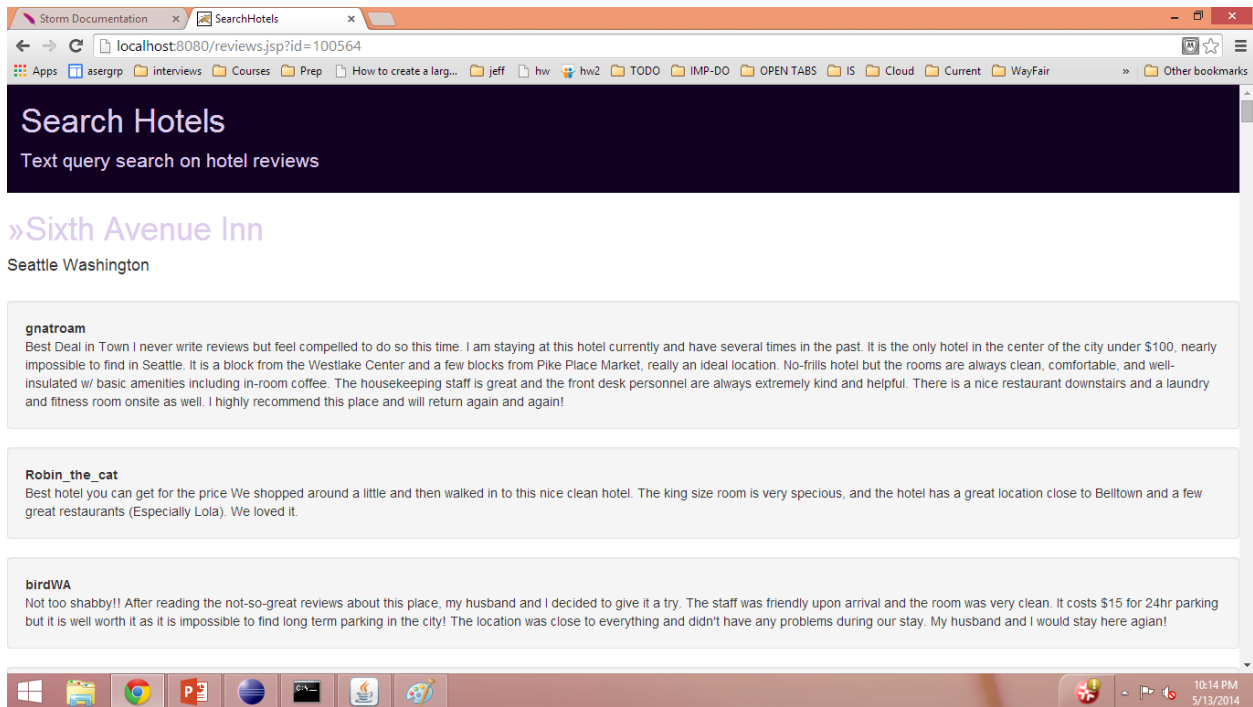 Storm Documentation
SearchHotels
localhost:8080/reviews.jsp?id=100564
Apps asergrp interviews Courses Prep How to create a larg... jeff hw hw2 TODO IMP-DO OPEN TABS IS Cloud Current WayFair » Other bookmarks
Search Hotels
Text query search on hotel reviews
»Sixth Avenue Inn
Seattle Washington
gnatroam
Best Deal in Town I never write reviews but feel compelled to do so this time. I am staying at this hotel currently and have several times in the past. It is the only hotel in the center of the city under $100, nearly
impossible to find in Seattle. It is a block from the Westlake Center and a few blocks from Pike Place Market, really an ideal location. No-frills hotel but the rooms are always clean, comfortable, and well-
insulated w/ basic amenities including in-room coffee. The housekeeping staff is great and the front desk personnel are always extremely kind and helpful. There is a nice restaurant downstairs and a laundry
and fitness room onsite as well. I highly recommend this place and will return again and again!
Robin_the_cat
Best hotel you can get for the price We shopped around a little and then walked in to this nice clean hotel. The king size room is very specious, and the hotel has a great location close to Belltown and a few
great restaurants (Especially Lola). We loved it.
birdWA
Not too shabby!! After reading the not-so-great reviews about this place, my husband and I decided to give it a try. The staff was friendly upon arrival and the room was very clean. It costs $15 for 24hr parking
but it is well worth it as it is impossible to find long term parking in the city! The location was close to everything and didn't have any problems during our stay. My husband and I would stay here agian!
10:14 PM
5/13/2014